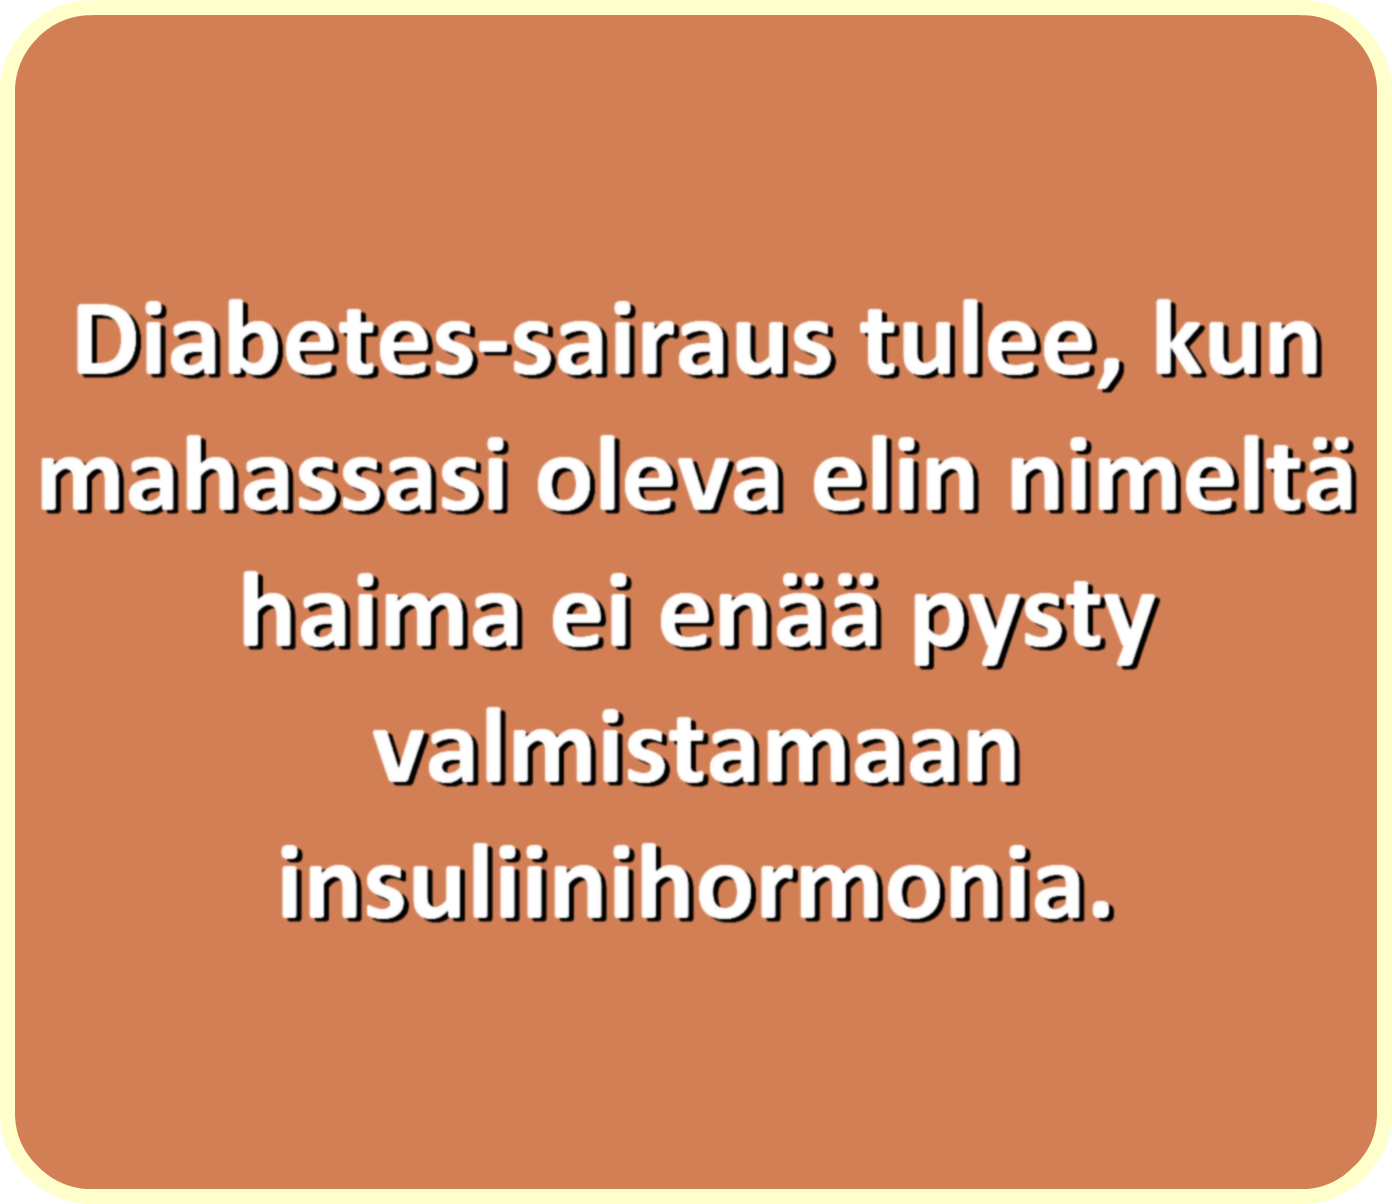 Diabetes-sairaus tulee, kun
mahassasi oleva elin nimeltä
haima ei enää pysty
valmistamaan
insuliinihormonia.